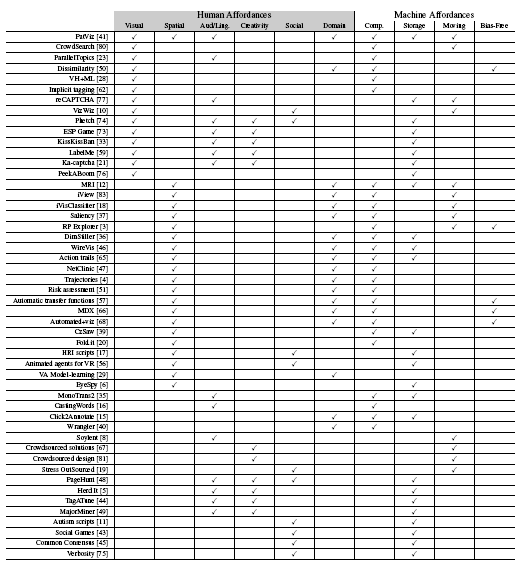 Human Affordances Machine Affordances
Visual Spatial Aud/Ling. Creativity Social Domain Comp. Storage Moving Bias-Free
PatViz [41] ✓ ✓ ✓ ✓ ✓ ✓ ✓
CrowdSearch [80] ✓ ✓ ✓
ParallelTopics [23] ✓ ✓ ✓
Dissimilarity [50] ✓ ✓ ✓ ✓
VH+ML [28] ✓ ✓
Implicit tagging [62] ✓ ✓
reCAPTCHA [77] ✓ ✓ ✓ ✓
VizWiz [10] ✓ ✓ ✓
Phetch [74] ✓ ✓ ✓ ✓ ✓
ESP Game [73] ✓ ✓ ✓ ✓
KissKissBan [33] ✓ ✓ ✓ ✓
LabelMe [59] ✓ ✓ ✓ ✓
Ka-captcha [21] ✓ ✓ ✓ ✓
PeekABoom [76] ✓ ✓
MRI [12] ✓ ✓ ✓ ✓ ✓
iView [83] ✓ ✓ ✓ ✓
iVisClassifier [18] ✓ ✓ ✓ ✓
Saliency [37] ✓ ✓ ✓ ✓
RP Explorer [3] ✓ ✓ ✓ ✓ ✓
DimStiller [36] ✓ ✓ ✓ ✓
WireVis [46] ✓ ✓ ✓ ✓
Action trails [65] ✓ ✓ ✓ ✓
NetClinic [47] ✓ ✓ ✓
Trajectories [4] ✓ ✓ ✓
Risk assessment [51] ✓ ✓ ✓
Automatic transfer functions [57] ✓ ✓ ✓ ✓
MDX [66] ✓ ✓ ✓ ✓
Automated+viz [68] ✓ ✓ ✓ ✓
CzSaw [39] ✓ ✓ ✓
Fold.it [20] ✓ ✓
HRI scripts [17] ✓ ✓ ✓
Animated agents for VR [56] ✓ ✓ ✓
VA Model-learning [29] ✓ ✓
EyeSpy [6] ✓ ✓
MonoTrans2 [35] ✓ ✓ ✓
CastingWords [16] ✓ ✓
Click2Annotate [15] ✓ ✓ ✓
Wrangler [40] ✓ ✓
Soylent [8] ✓ ✓
Crowdsourced solutions [67] ✓ ✓
Crowdsourced design [81] ✓ ✓
Stress OutSourced [19] ✓ ✓
PageHunt [48] ✓ ✓ ✓ ✓
Herd It [5] ✓ ✓ ✓
TagATune [44] ✓ ✓ ✓
MajorMiner [49] ✓ ✓ ✓
Autism scripts [11] ✓ ✓
Social Games [43] ✓ ✓
Common Consensus [45] ✓ ✓
Verbosity [75] ✓ ✓